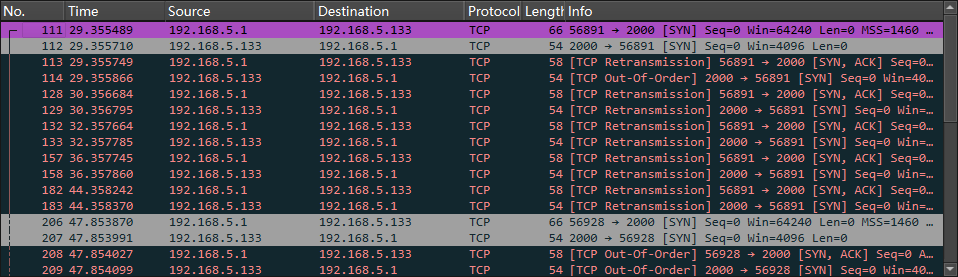 No. Time Source Destination Protocol Length Info
111 29.355489 192.168.5.1 192.168.5.133 TCP 66 56891 → 2000 [SYN] Seq=0 Win=64240 Len=0 MSS=1460 …
112 29.355710 192.168.5.133 192.168.5.1 TCP 54 2000 → 56891 [SYN] Seq=0 Win=4096 Len=0
113 29.355749 192.168.5.1 192.168.5.133 TCP 58 [TCP Retransmission] 56891 → 2000 [SYN, ACK] Seq=0…
114 29.355866 192.168.5.133 192.168.5.1 TCP 54 [TCP Out-Of-Order] 2000 → 56891 [SYN] Seq=0 Win=40…
128 30.356684 192.168.5.1 192.168.5.133 TCP 58 [TCP Retransmission] 56891 → 2000 [SYN, ACK] Seq=0…
129 30.356795 192.168.5.133 192.168.5.1 TCP 54 [TCP Retransmission] 2000 → 56891 [SYN] Seq=0 Win=…
132 32.357664 192.168.5.1 192.168.5.133 TCP 58 [TCP Retransmission] 56891 → 2000 [SYN, ACK] Seq=0…
133 32.357785 192.168.5.133 192.168.5.1 TCP 54 [TCP Retransmission] 2000 → 56891 [SYN] Seq=0 Win=…
157 36.357745 192.168.5.1 192.168.5.133 TCP 58 [TCP Retransmission] 56891 → 2000 [SYN, ACK] Seq=0…
158 36.357860 192.168.5.133 192.168.5.1 TCP 54 [TCP Retransmission] 2000 → 56891 [SYN] Seq=0 Win=…
182 44.358242 192.168.5.1 192.168.5.133 TCP 58 [TCP Retransmission] 56891 → 2000 [SYN, ACK] Seq=0…
183 44.358370 192.168.5.133 192.168.5.1 TCP 54 [TCP Retransmission] 2000 → 56891 [SYN] Seq=0 Win=…
206 47.853870 192.168.5.1 192.168.5.133 TCP 66 56928 → 2000 [SYN] Seq=0 Win=64240 Len=0 MSS=1460 …
207 47.853991 192.168.5.133 192.168.5.1 TCP 54 2000 → 56928 [SYN] Seq=0 Win=4096 Len=0
208 47.854027 192.168.5.1 192.168.5.133 TCP 58 [TCP Out-Of-Order] 56928 → 2000 [SYN, ACK] Seq=0 A…
209 47.854099 192.168.5.133 192.168.5.1 TCP 54 [TCP Out-Of-Order] 2000 → 56928 [SYN] Seq=0 Win=40…